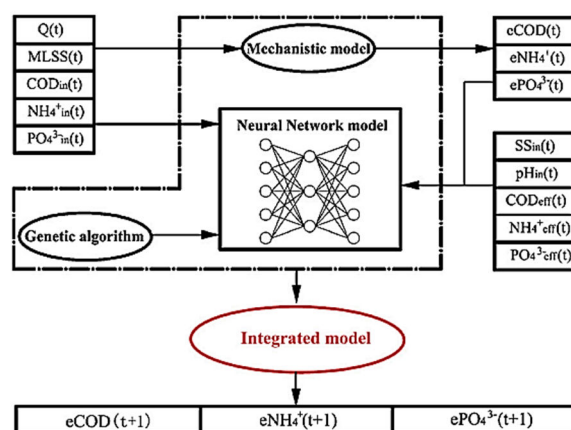 Q(t)
MLSS(t)
CODin(t)
NH₄⁺in(t)
PO₄³⁻in(t)
Mechanistic model
eCOD(t)
eNH₄⁺(t)
ePO₄³⁻(t)
Neural Network model
SSin(t)
pHin(t)
CODeff(t)
NH₄⁺eff(t)
PO₄³⁻eff(t)
Genetic algorithm
Integrated model
eCOD (t+1)
eNH₄⁺(t+1)
ePO₄³⁻(t+1)